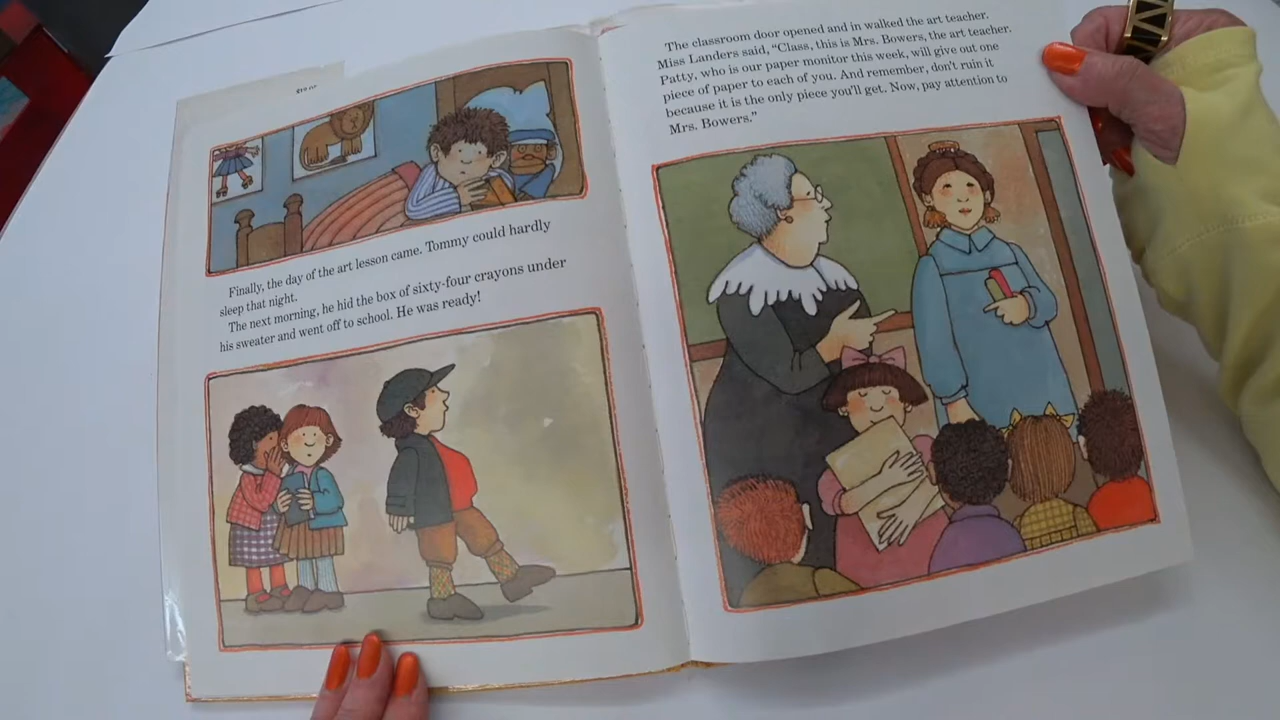 Finally, the day of the art lesson came. Tommy could hardly
sleep that night.
The next morning, he hid the box of sixty-four crayons under
his sweater and went off to school. He was ready!
The classroom door opened and in walked the art teacher.
Miss Landers said, "Class, this is Mrs. Bowers, the art teacher.
Patty, who is our paper monitor this week, will give out one
piece of paper to each of you. And remember, don't ruin it
because it is the only piece you'll get. Now, pay attention to
Mrs. Bowers."